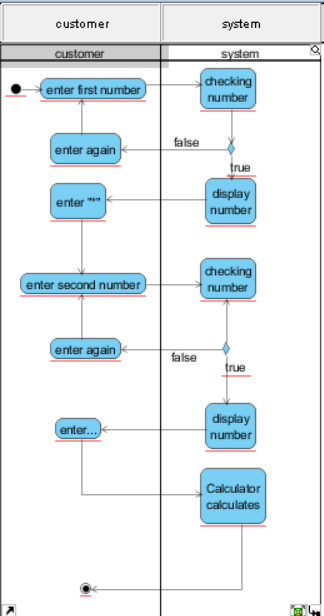 customer system
customer system
enter first number
checking
number
false
enter again
true
enter "*"
display
number
checking
number
enter second number
enter again
false
true
enter...
display
number
Calculator
calculates